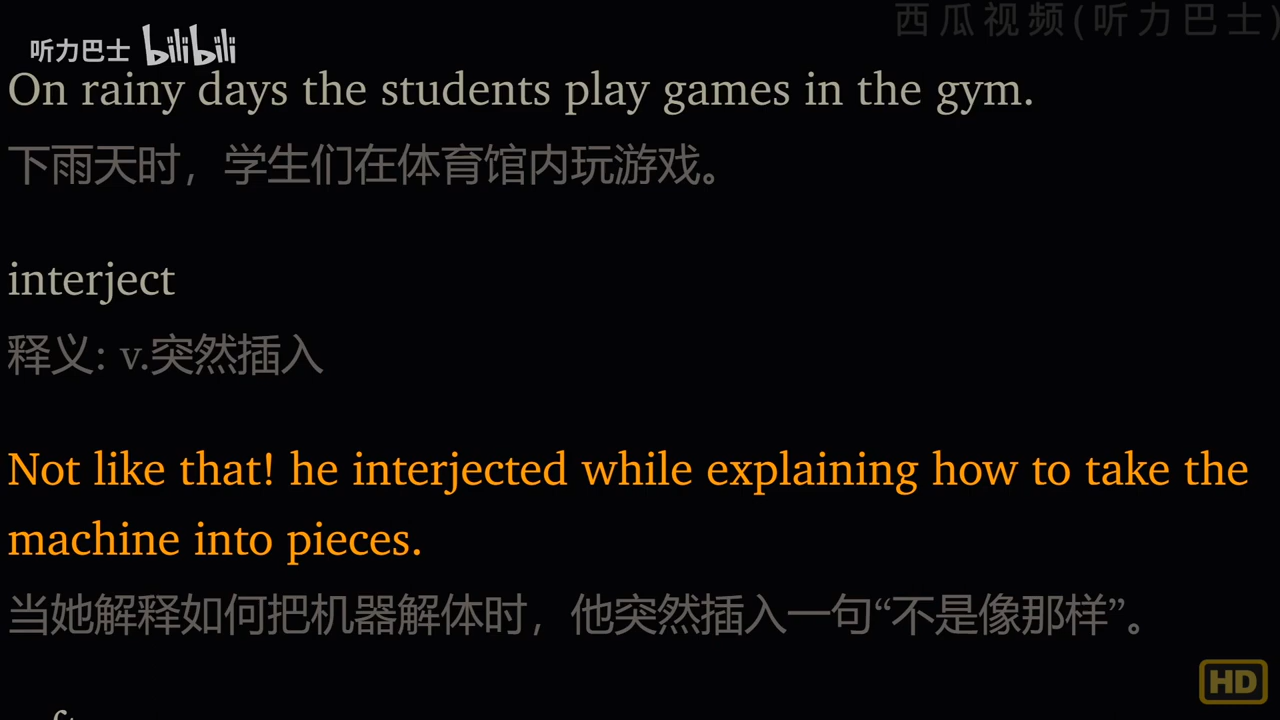 西瓜视频(听力巴士)
听力巴士 bilibili
On rainy days the students play games in the gym.
下雨天时，学生们在体育馆内玩游戏。
interject
释义: v.突然插入
Not like that! he interjected while explaining how to take the
machine into pieces.
当她解释如何把机器解体时，他突然插入一句“不是像那样”。
HD